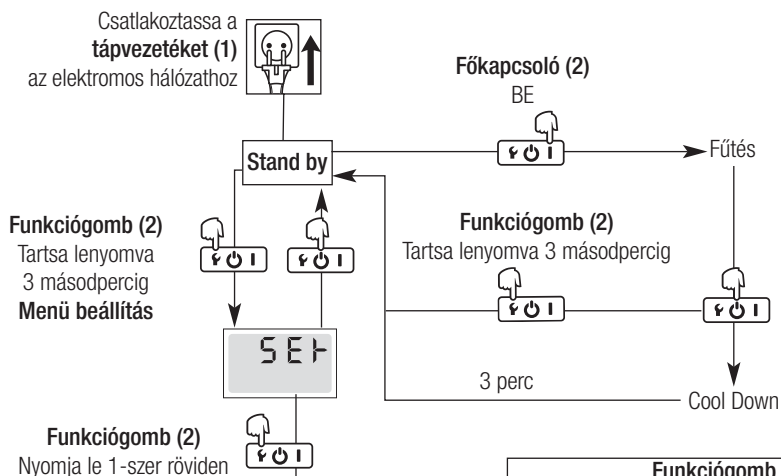 Csatlakoztassa a
tápvezetéket (1)
az elektromos hálózathoz
Főkapcsoló (2)
BE
Stand by
Fűtés
Funkciógomb (2)
Tartsa lenyomva
3 másodpercig
Menü beállítás
Funkciógomb (2)
Tartsa lenyomva 3 másodpercig
SEt
3 perc
Cool Down
Funkciógomb (2)
Nyomja le 1-szer röviden
Funkciógomb